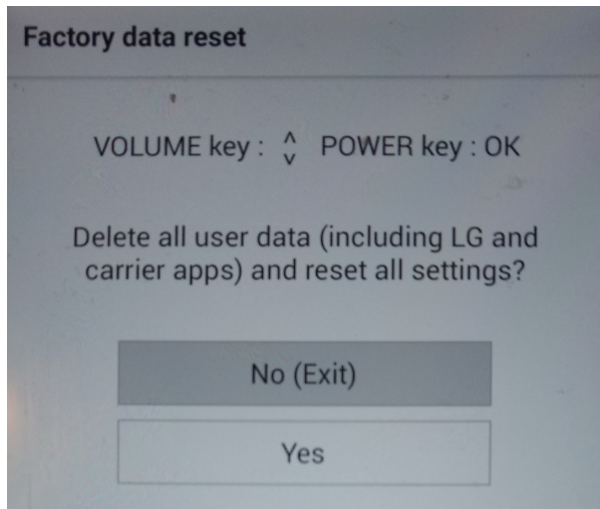 Factory data reset
VOLUME key : ^ v POWER key : OK
Delete all user data (including LG and
carrier apps) and reset all settings?
No (Exit)
Yes